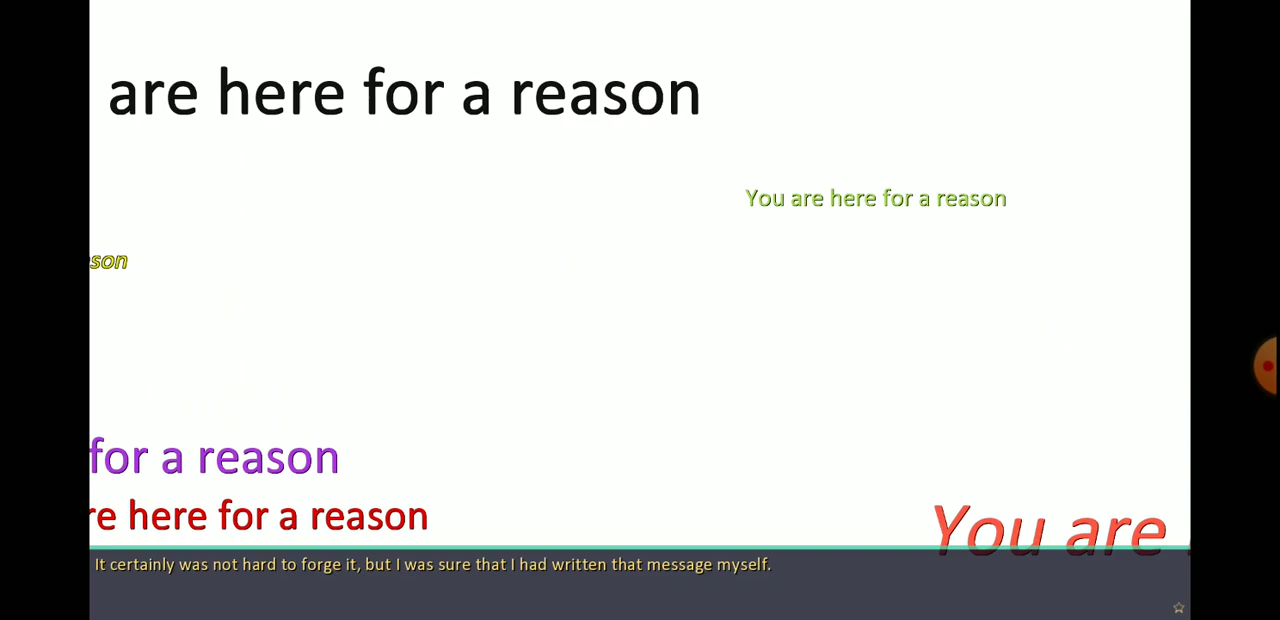 are here for a reason
You are here for a reason
son
for a reason
re here for a reason
You are
It certainly was not hard to forge it, but I was sure that I had written that message myself.